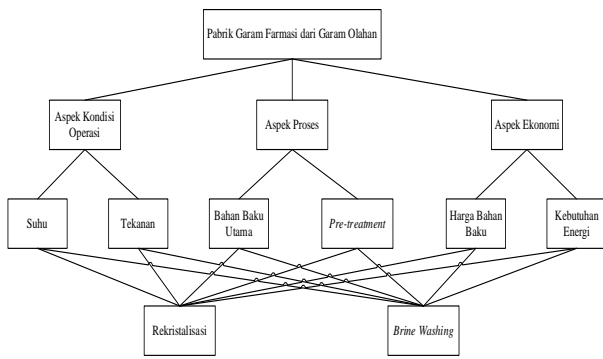 Pabrik Garam Farmasi dari Garam Olahan
Aspek Kondisi
Operasi
Aspek Proses
Aspek Ekonomi
Suhu
Tekanan
Bahan Baku
Utama
Pre-treatment
Harga Bahan
Baku
Kebutuhan
Energi
Rekristalisasi
Brine Washing